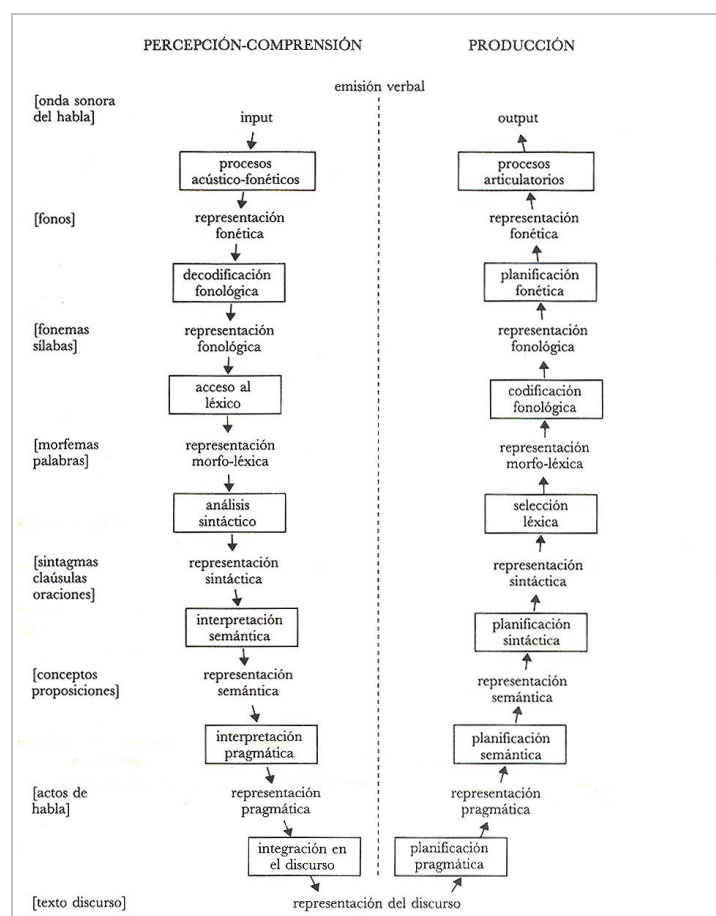 PERCEPCIÓN-COMPRENSIÓN PRODUCCIÓN
emisión verbal
[onda sonora
del habla]
input
output
procesos
acústico-fonéticos
procesos
articulatorios
[fonos]
representación
fonética
representación
fonética
decodificación
fonológica
planificación
fonética
[fonemas
sílabas]
representación
fonológica
representación
fonológica
acceso al
léxico
codificación
fonológica
[morfemas
palabras]
representación
morfo-léxica
representación
morfo-léxica
análisis
sintáctico
selección
léxica
[sintagmas
claúsulas
oraciones]
representación
sintáctica
representación
sintáctica
interpretación
semántica
planificación
sintáctica
[conceptos
proposiciones]
representación
semántica
representación
semántica
interpretación
pragmática
planificación
semántica
[actos de
habla]
representación
pragmática
representación
pragmática
integración en
el discurso
planificación
pragmática
[texto discurso]
representación del discurso